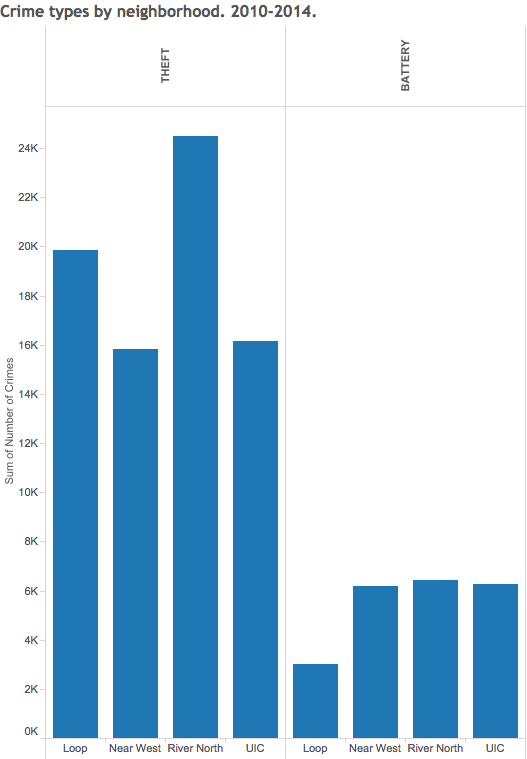 Crime types by neighborhood. 2010-2014.
THEFT
BATTERY
Sum of Number of Crimes
24K
22K
20K
18K
16K
14K
12K
10K
8K
6K
4K
2K
0K
Loop Near West River North UIC Loop Near West River North UIC